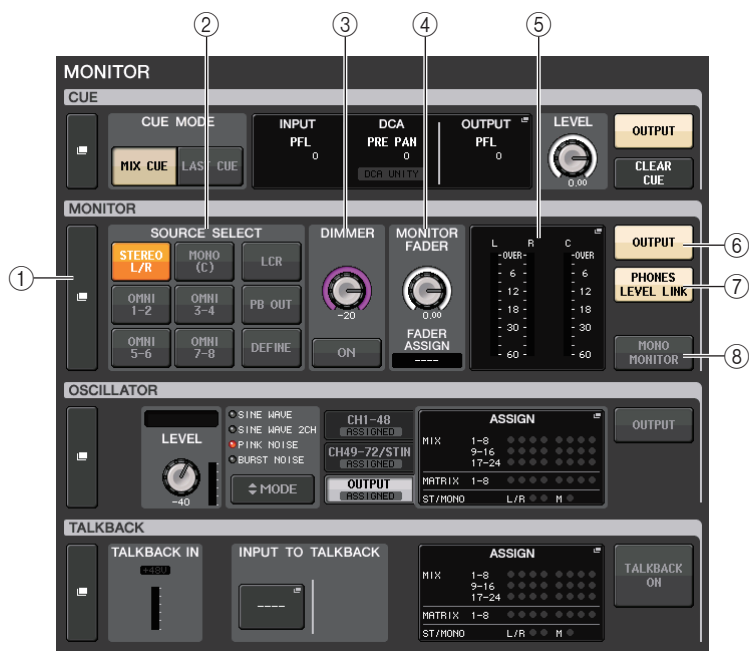 ② ③ ④ ⑤
MONITOR
CUE
CUE MODE
MIX CUE
LAST CUE
INPUT
PFL
0
DCA
PRE PAN
0
DCA UNITY
OUTPUT
PFL
0
LEVEL
0.00
OUTPUT
CLEAR
CUE
MONITOR
①
SOURCE SELECT
STEREO
L/R
MONO
(C)
LCR
OMNI
1-2
OMNI
3-4
PB OUT
OMNI
5-6
OMNI
7-8
DEFINE
DIMMER
-20
ON
MONITOR
FADER
0.00
FADER
ASSIGN
----
L R C
-OVER- -OVER-
- 6 - - 6 -
- 12 - - 12 -
- 18 - - 18 -
- 30 - - 30 -
- 60 - - 60 -
OUTPUT
⑥
PHONES
LEVEL LINK
⑦
MONO
MONITOR
⑧
OSCILLATOR
LEVEL
-40
SINE WAVE
SINE WAVE 2CH
PINK NOISE
BURST NOISE
MODE
CH1-48
ASSIGNED
CH49-72/STIN
ASSIGNED
OUTPUT
ASSIGNED
ASSIGN
MIX 1-8
9-16
17-24
MATRIX 1-8
ST/MONO L/R M
OUTPUT
TALKBACK
TALKBACK IN
+48V
INPUT TO TALKBACK
----
ASSIGN
MIX 1-8
9-16
17-24
MATRIX 1-8
ST/MONO L/R M
TALKBACK
ON